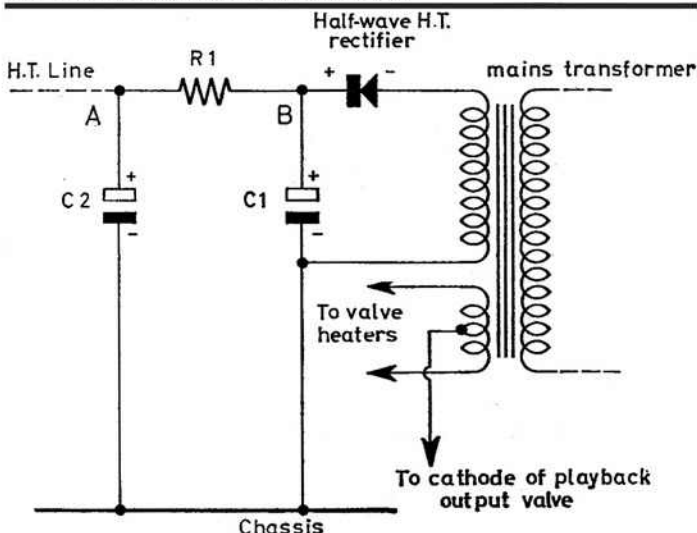 Half-wave H.T.
rectifier
H.T. Line
R1
+
-
mains transformer
A
B
+
C2
-
+
C1
-
To valve
heaters
To cathode of playback
output valve
Chassis